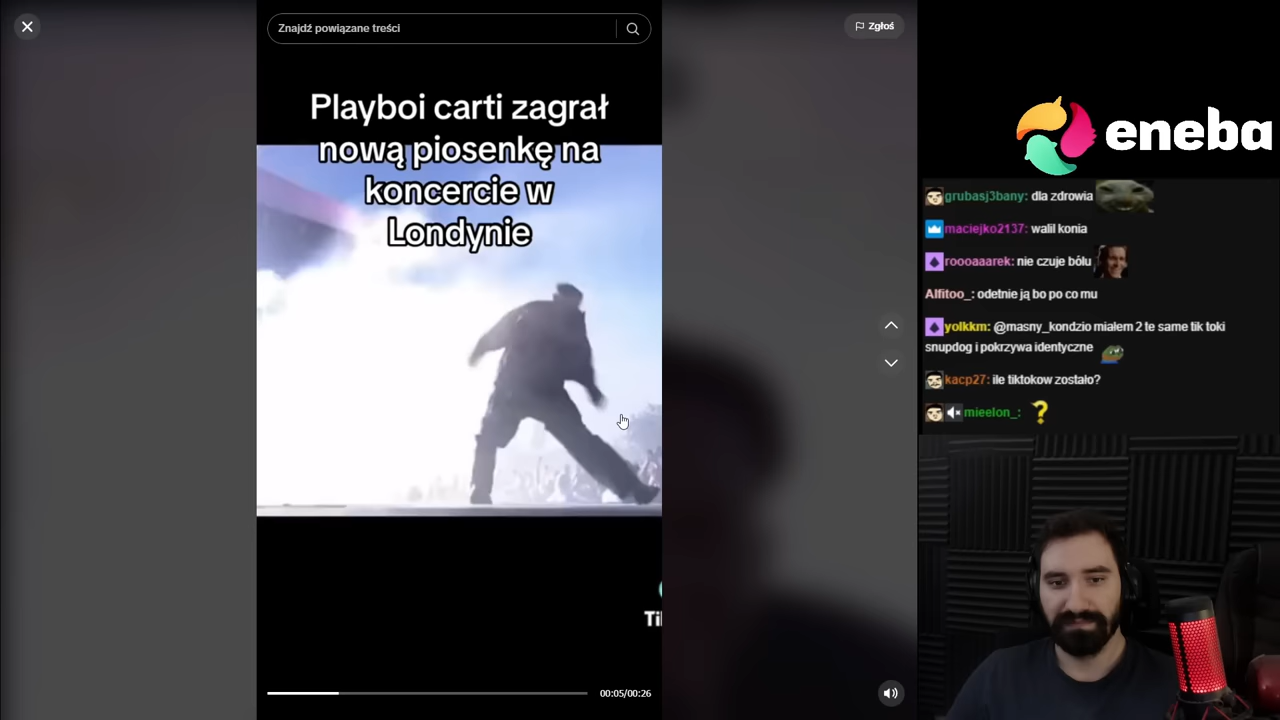 Znajdź powiązane treści
Zgłoś
Playboi carti zagrał
nową piosenkę na
koncercie w
Londynie
00:05/00:26
eneba
grubasj3bany: dla zdrowia
maciejko2137: walil konia
roooaaarek: nie czuje bólu
Alfitoo_: odetnie ją bo po co mu
yolkkm: @masny_kondzio miałem 2 te same tik toki
snupdog i pokrzywa identyczne
kacp27: ile tiktokow zostało?
mieelon_: